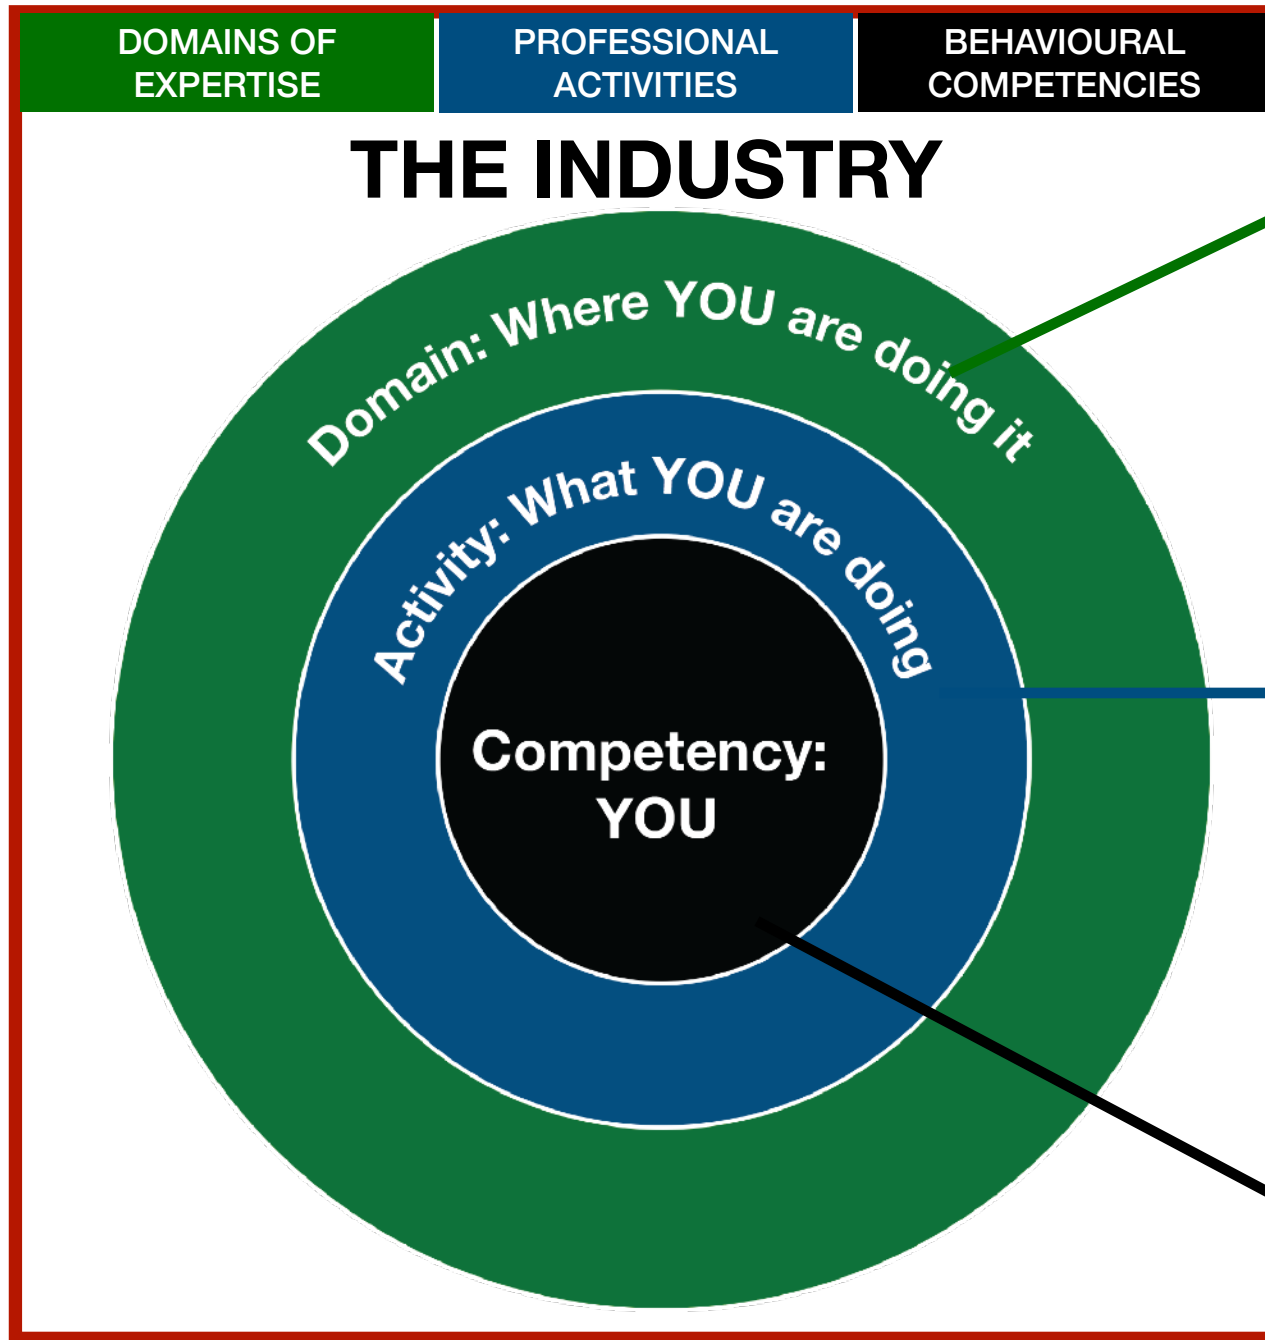 DOMAINS OF
EXPERTISE
PROFESSIONAL
ACTIVITIES
BEHAVIOURAL
COMPETENCIES
THE INDUSTRY
Domain: Where YOU are doing it
Activity: What YOU are doing
Competency:
YOU